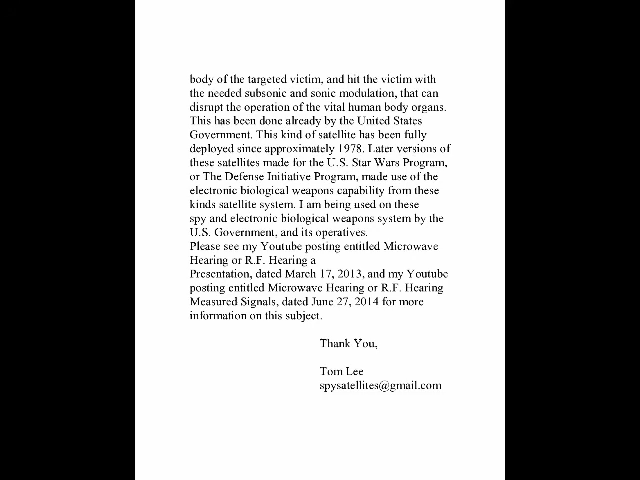 body of the targeted victim, and hit the victim with
the needed subsonic and sonic modulation, that can
disrupt the operation of the vital human body organs.
This has been done already by the United States
Government. This kind of satellite has been fully
deployed since approximately 1978. Later versions of
these satellites made for the U.S. Star Wars Program,
or The Defense Initiative Program, made use of the
electronic biological weapons capability from these
kinds satellite system. I am being used on these
spy and electronic biological weapons system by the
U.S. Government, and its operatives.
Please see my Youtube posting entitled Microwave
Hearing or R.F. Hearing a
Presentation, dated March 17, 2013, and my Youtube
posting entitled Microwave Hearing or R.F. Hearing
Measured Signals, dated June 27, 2014 for more
information on this subject.
Thank You,
Tom Lee
spysatellites@gmail.com